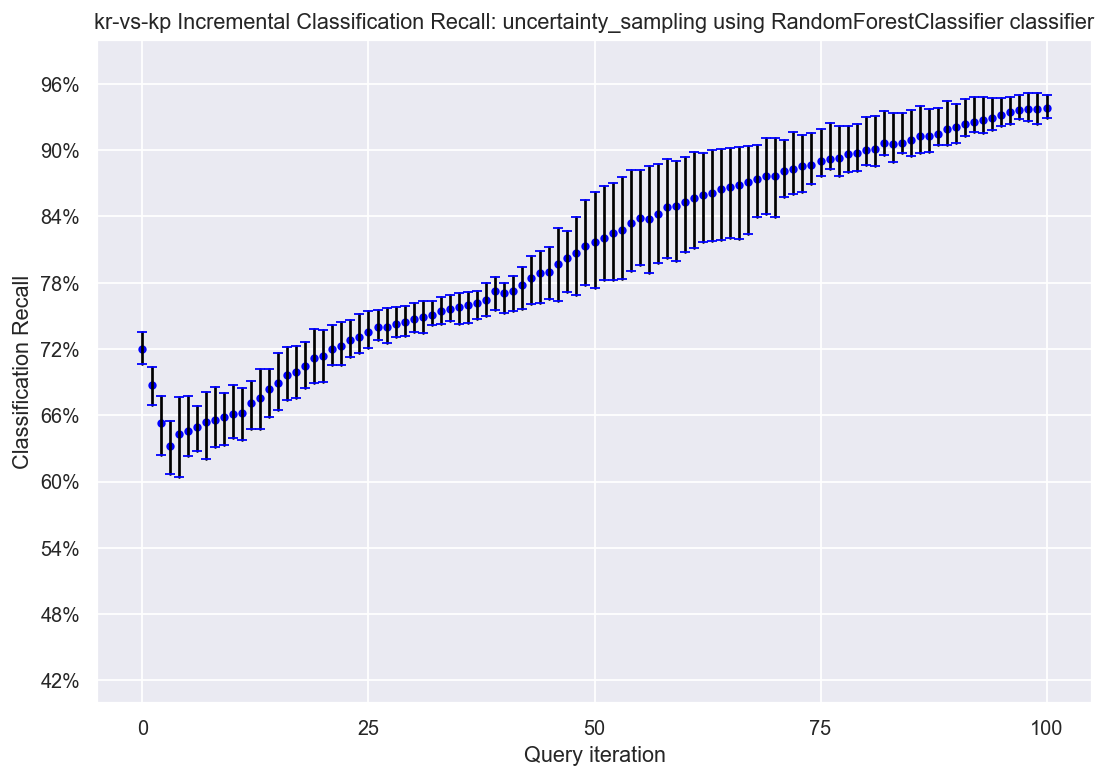 kr-vs-kp Incremental Classification Recall: uncertainty_sampling using RandomForestClassifier classifier
96%
90%
84%
78%
72%
66%
60%
54%
48%
42%
Classification Recall
0 25 50 75 100
Query iteration